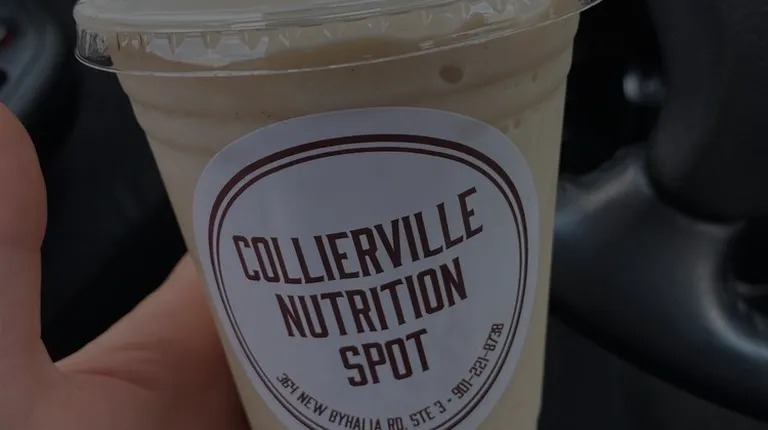 COLLIERVILLE
NUTRITION
SPOT
364 NEW BYHALIA RD. STE 3 • 901-221-8738